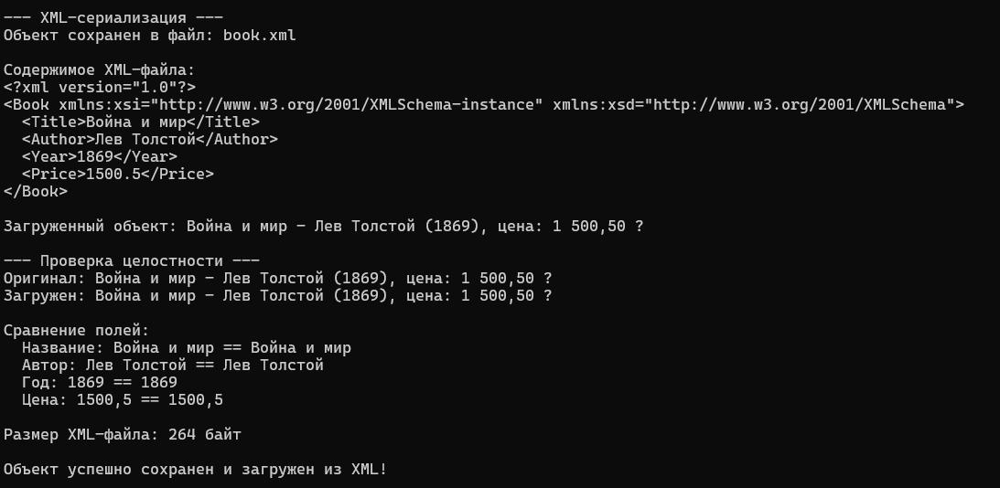 --- XML-сериализация ---
Объект сохранен в файл: book.xml
Содержимое XML-файла:
<?xml version="1.0"?>
<Book xmlns:xsi="http://www.w3.org/2001/XMLSchema-instance" xmlns:xsd="http://www.w3.org/2001/XMLSchema">
  <Title>Война и мир</Title>
  <Author>Лев Толстой</Author>
  <Year>1869</Year>
  <Price>1500.5</Price>
</Book>
Загруженный объект: Война и мир - Лев Толстой (1869), цена: 1 500,50 ?
--- Проверка целостности ---
Оригинал: Война и мир - Лев Толстой (1869), цена: 1 500,50 ?
Загружен: Война и мир - Лев Толстой (1869), цена: 1 500,50 ?
Сравнение полей:
  Название: Война и мир == Война и мир
  Автор: Лев Толстой == Лев Толстой
  Год: 1869 == 1869
  Цена: 1500,5 == 1500,5
Размер XML-файла: 264 байт
Объект успешно сохранен и загружен из XML!